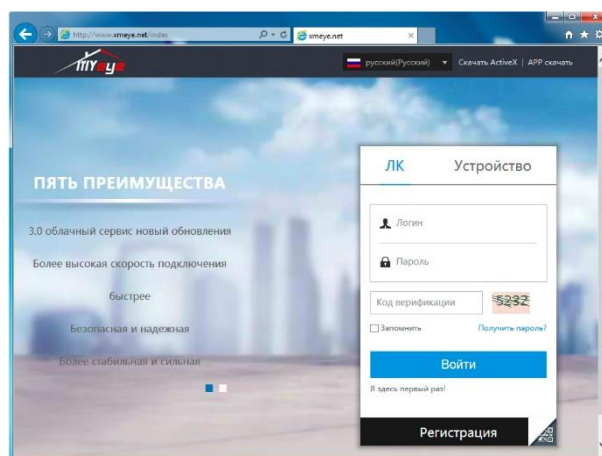 http://www.xmeye.net/index
xmeye.net
MYeye
русский(Русский)
Скачать ActiveX | APP скачать
ЛК
Устройство
ПЯТЬ ПРЕИМУЩЕСТВА
Логин
3.0 облачный сервис новый обновления
Более высокая скорость подключения
Пароль
быстрее
Код верификации
5232
Безопасная и надежная
Запомнить
Получить пароль?
Более стабильная и сильная
Войти
Я здесь первый раз!
Регистрация